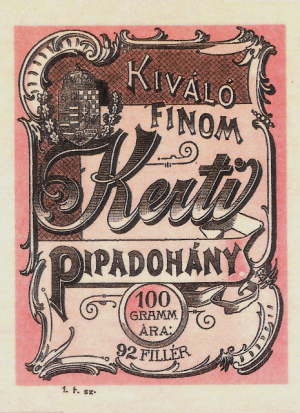 KIVÁLÓ
FINOM
Kerti
PIPADOHÁNY
100
GRAMM
ÁRA:
92 FILLÉR
1. t. sz.